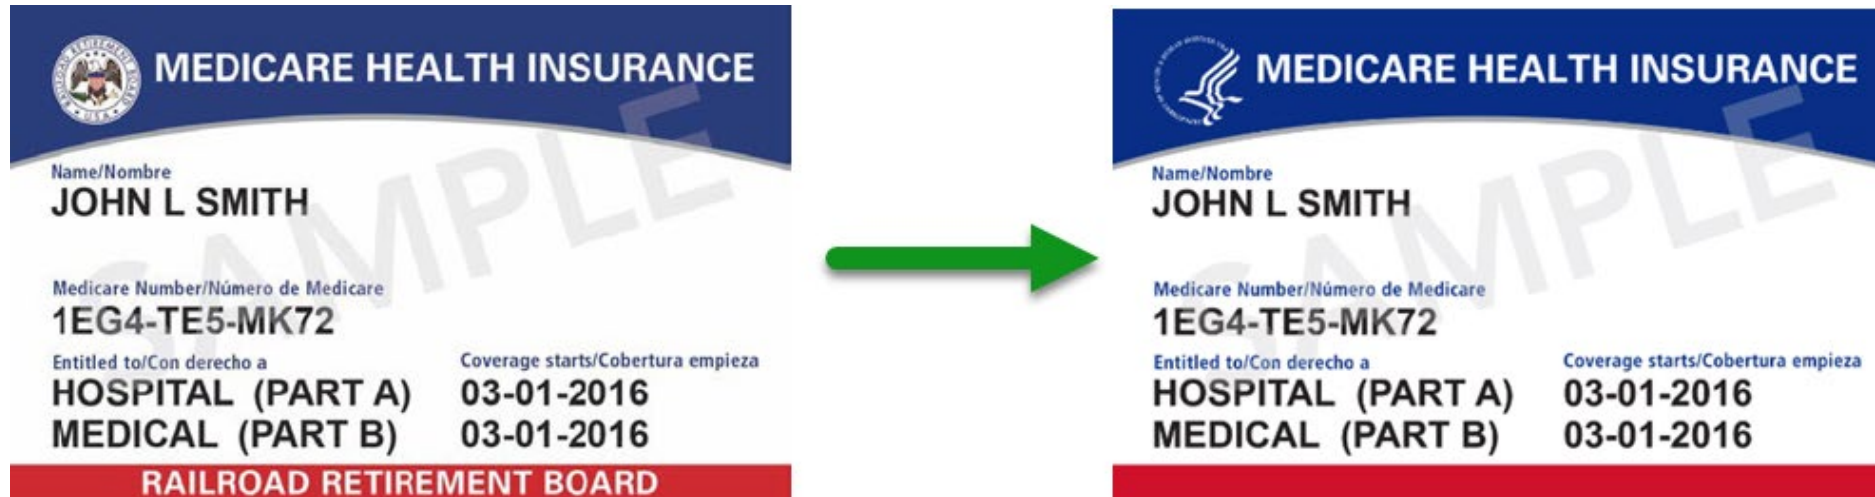 MEDICARE HEALTH INSURANCE
SAMPLE
Name/Nombre
JOHN L SMITH
Medicare Number/Número de Medicare
1EG4-TE5-MK72
Entitled to/Con derecho a
Coverage starts/Cobertura empieza
HOSPITAL (PART A) 03-01-2016
MEDICAL (PART B) 03-01-2016
RAILROAD RETIREMENT BOARD
MEDICARE HEALTH INSURANCE
SAMPLE
Name/Nombre
JOHN L SMITH
Medicare Number/Número de Medicare
1EG4-TE5-MK72
Entitled to/Con derecho a
Coverage starts/Cobertura empieza
HOSPITAL (PART A) 03-01-2016
MEDICAL (PART B) 03-01-2016